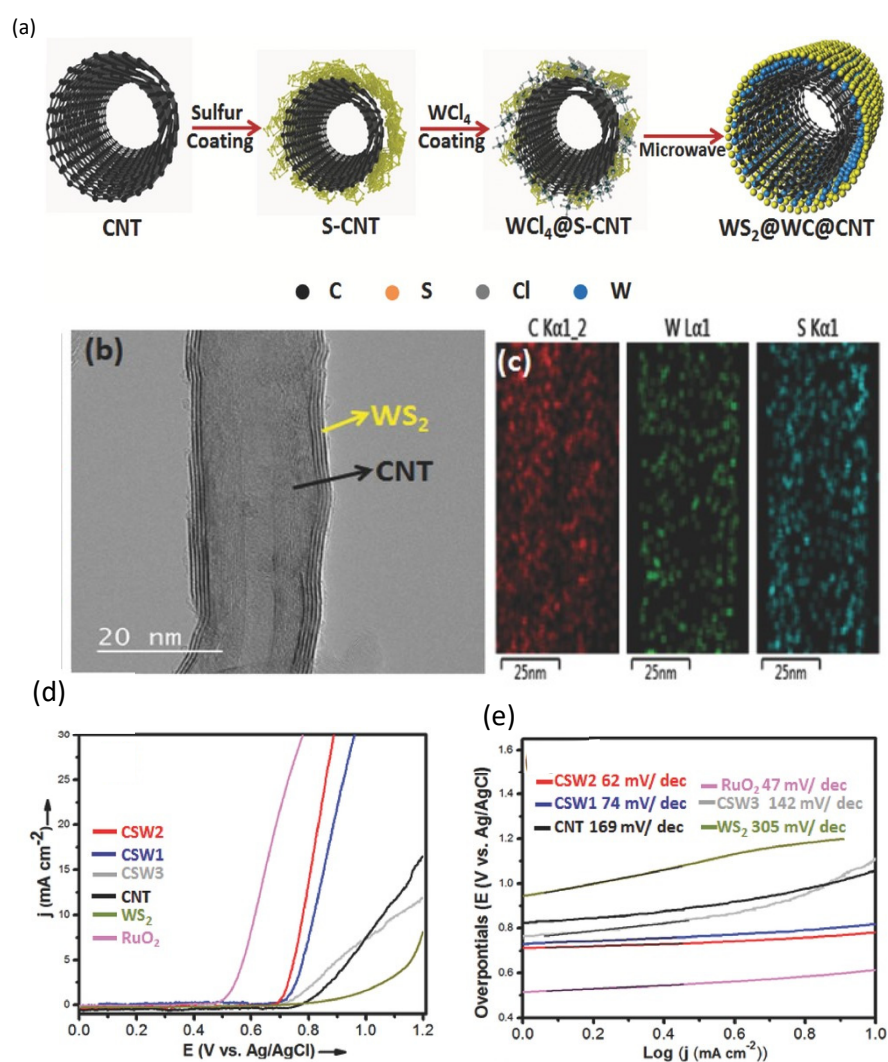 (a)
Sulfur
Coating
WCl₄
Coating
Microwave
CNT
S-CNT
WCl₄@S-CNT
WS₂@WC@CNT
C S Cl W
(b)
WS₂
CNT
20 nm
(c)
C Kα1_2
W Lα1
S Kα1
25nm
25nm
25nm
(d)
30
25
20
15
10
5
0
j (mA cm⁻²)
CSW2
CSW1
CSW3
CNT
WS₂
RuO₂
0.0 0.2 0.4 0.6 0.8 1.0 1.2
E (V vs. Ag/AgCl)
(e)
1.6
1.4
1.2
1.0
0.8
0.6
0.4
Overpontials (E (V vs. Ag/AgCl)
CSW2 62 mV/ dec
CSW1 74 mV/ dec
CNT 169 mV/ dec
RuO₂ 47 mV/ dec
CSW3 142 mV/ dec
WS₂ 305 mV/ dec
0.0 0.2 0.4 0.6 0.8 1.0
Log (j (mA cm⁻²))